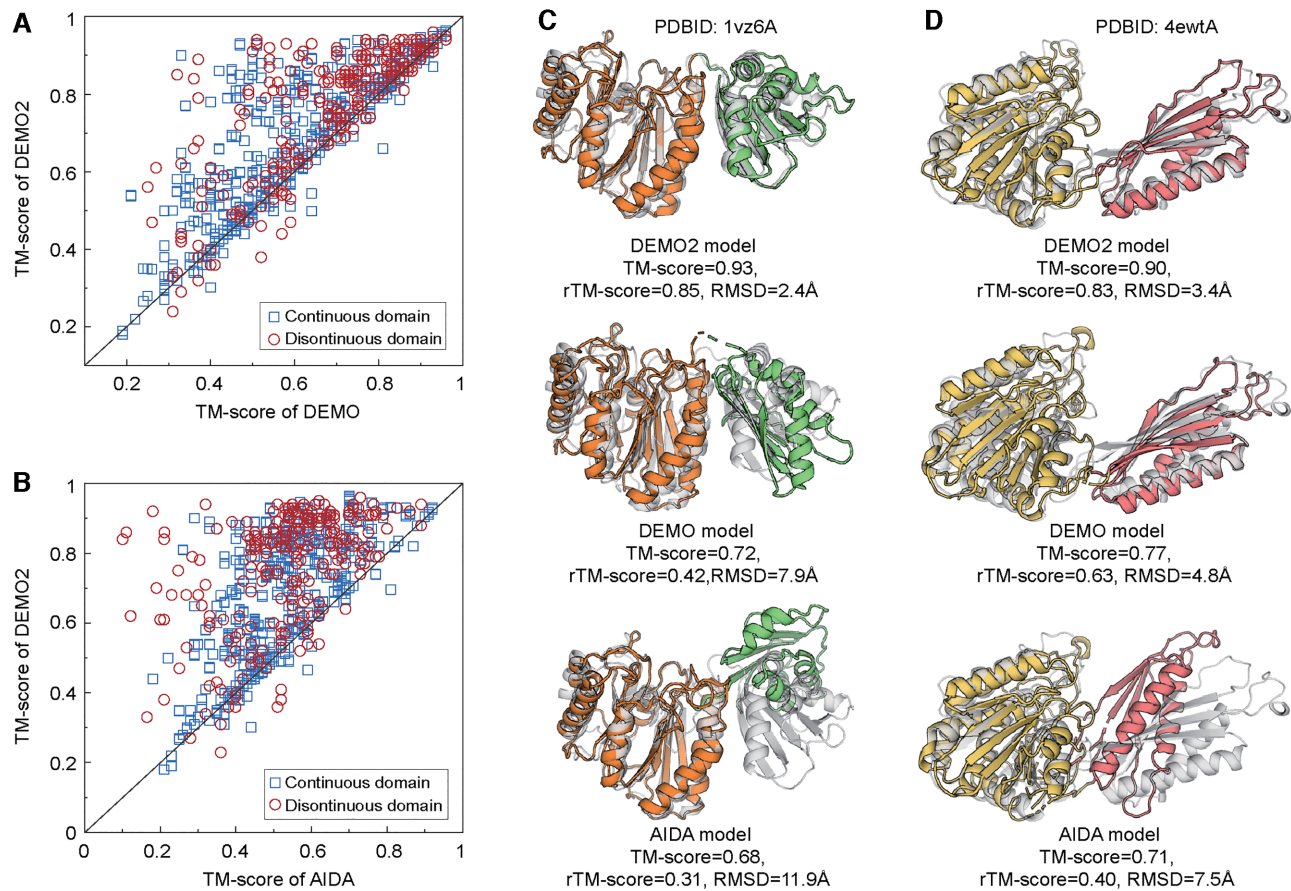 A
TM-score of DEMO2
1
0.8
0.6
0.4
0.2
0.2
0.4
0.6
0.8
1
TM-score of DEMO
Continuous domain
Disontinuous domain
B
TM-score of DEMO2
1
0.8
0.6
0.4
0.2
0
0
0.2
0.4
0.6
0.8
1
TM-score of AIDA
Continuous domain
Disontinuous domain
C
PDBID: 1vz6A
DEMO2 model
TM-score=0.93,
rTM-score=0.85, RMSD=2.4Å
DEMO model
TM-score=0.72,
rTM-score=0.42,RMSD=7.9Å
AIDA model
TM-score=0.68,
rTM-score=0.31, RMSD=11.9Å
D
PDBID: 4ewtA
DEMO2 model
TM-score=0.90,
rTM-score=0.83, RMSD=3.4Å
DEMO model
TM-score=0.77,
rTM-score=0.63, RMSD=4.8Å
AIDA model
TM-score=0.71,
rTM-score=0.40, RMSD=7.5Å